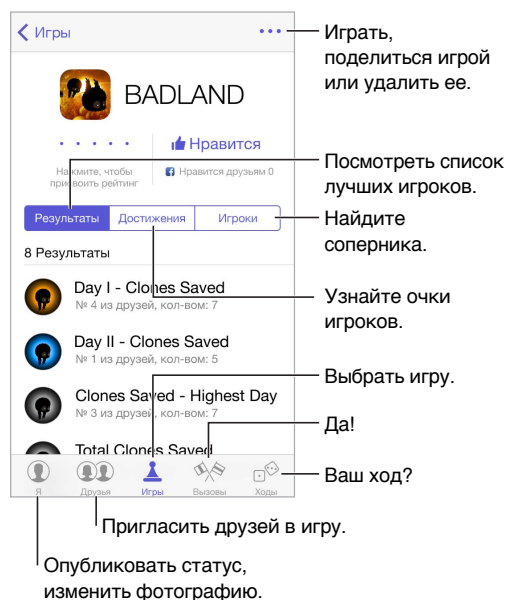 Игры
Играть,
поделиться игрой
или удалить ее.
BADLAND
Нравится
Нажмите, чтобы
присвоить рейтинг
Нравится друзьям 0
Посмотреть список
лучших игроков.
Результаты
Достижения
Игроки
Найдите
соперника.
8 Результаты
Day I - Clones Saved
№ 4 из друзей, кол-вом: 7
Узнайте очки
игроков.
Day II - Clones Saved
№ 1 из друзей, кол-вом: 5
Выбрать игру.
Clones Saved - Highest Day
№ 3 из друзей, кол-вом: 7
Да!
Total Clones Saved
Ваш ход?
Я
Друзья
Игры
Вызовы
Ходы
Пригласить друзей в игру.
Опубликовать статус,
изменить фотографию.